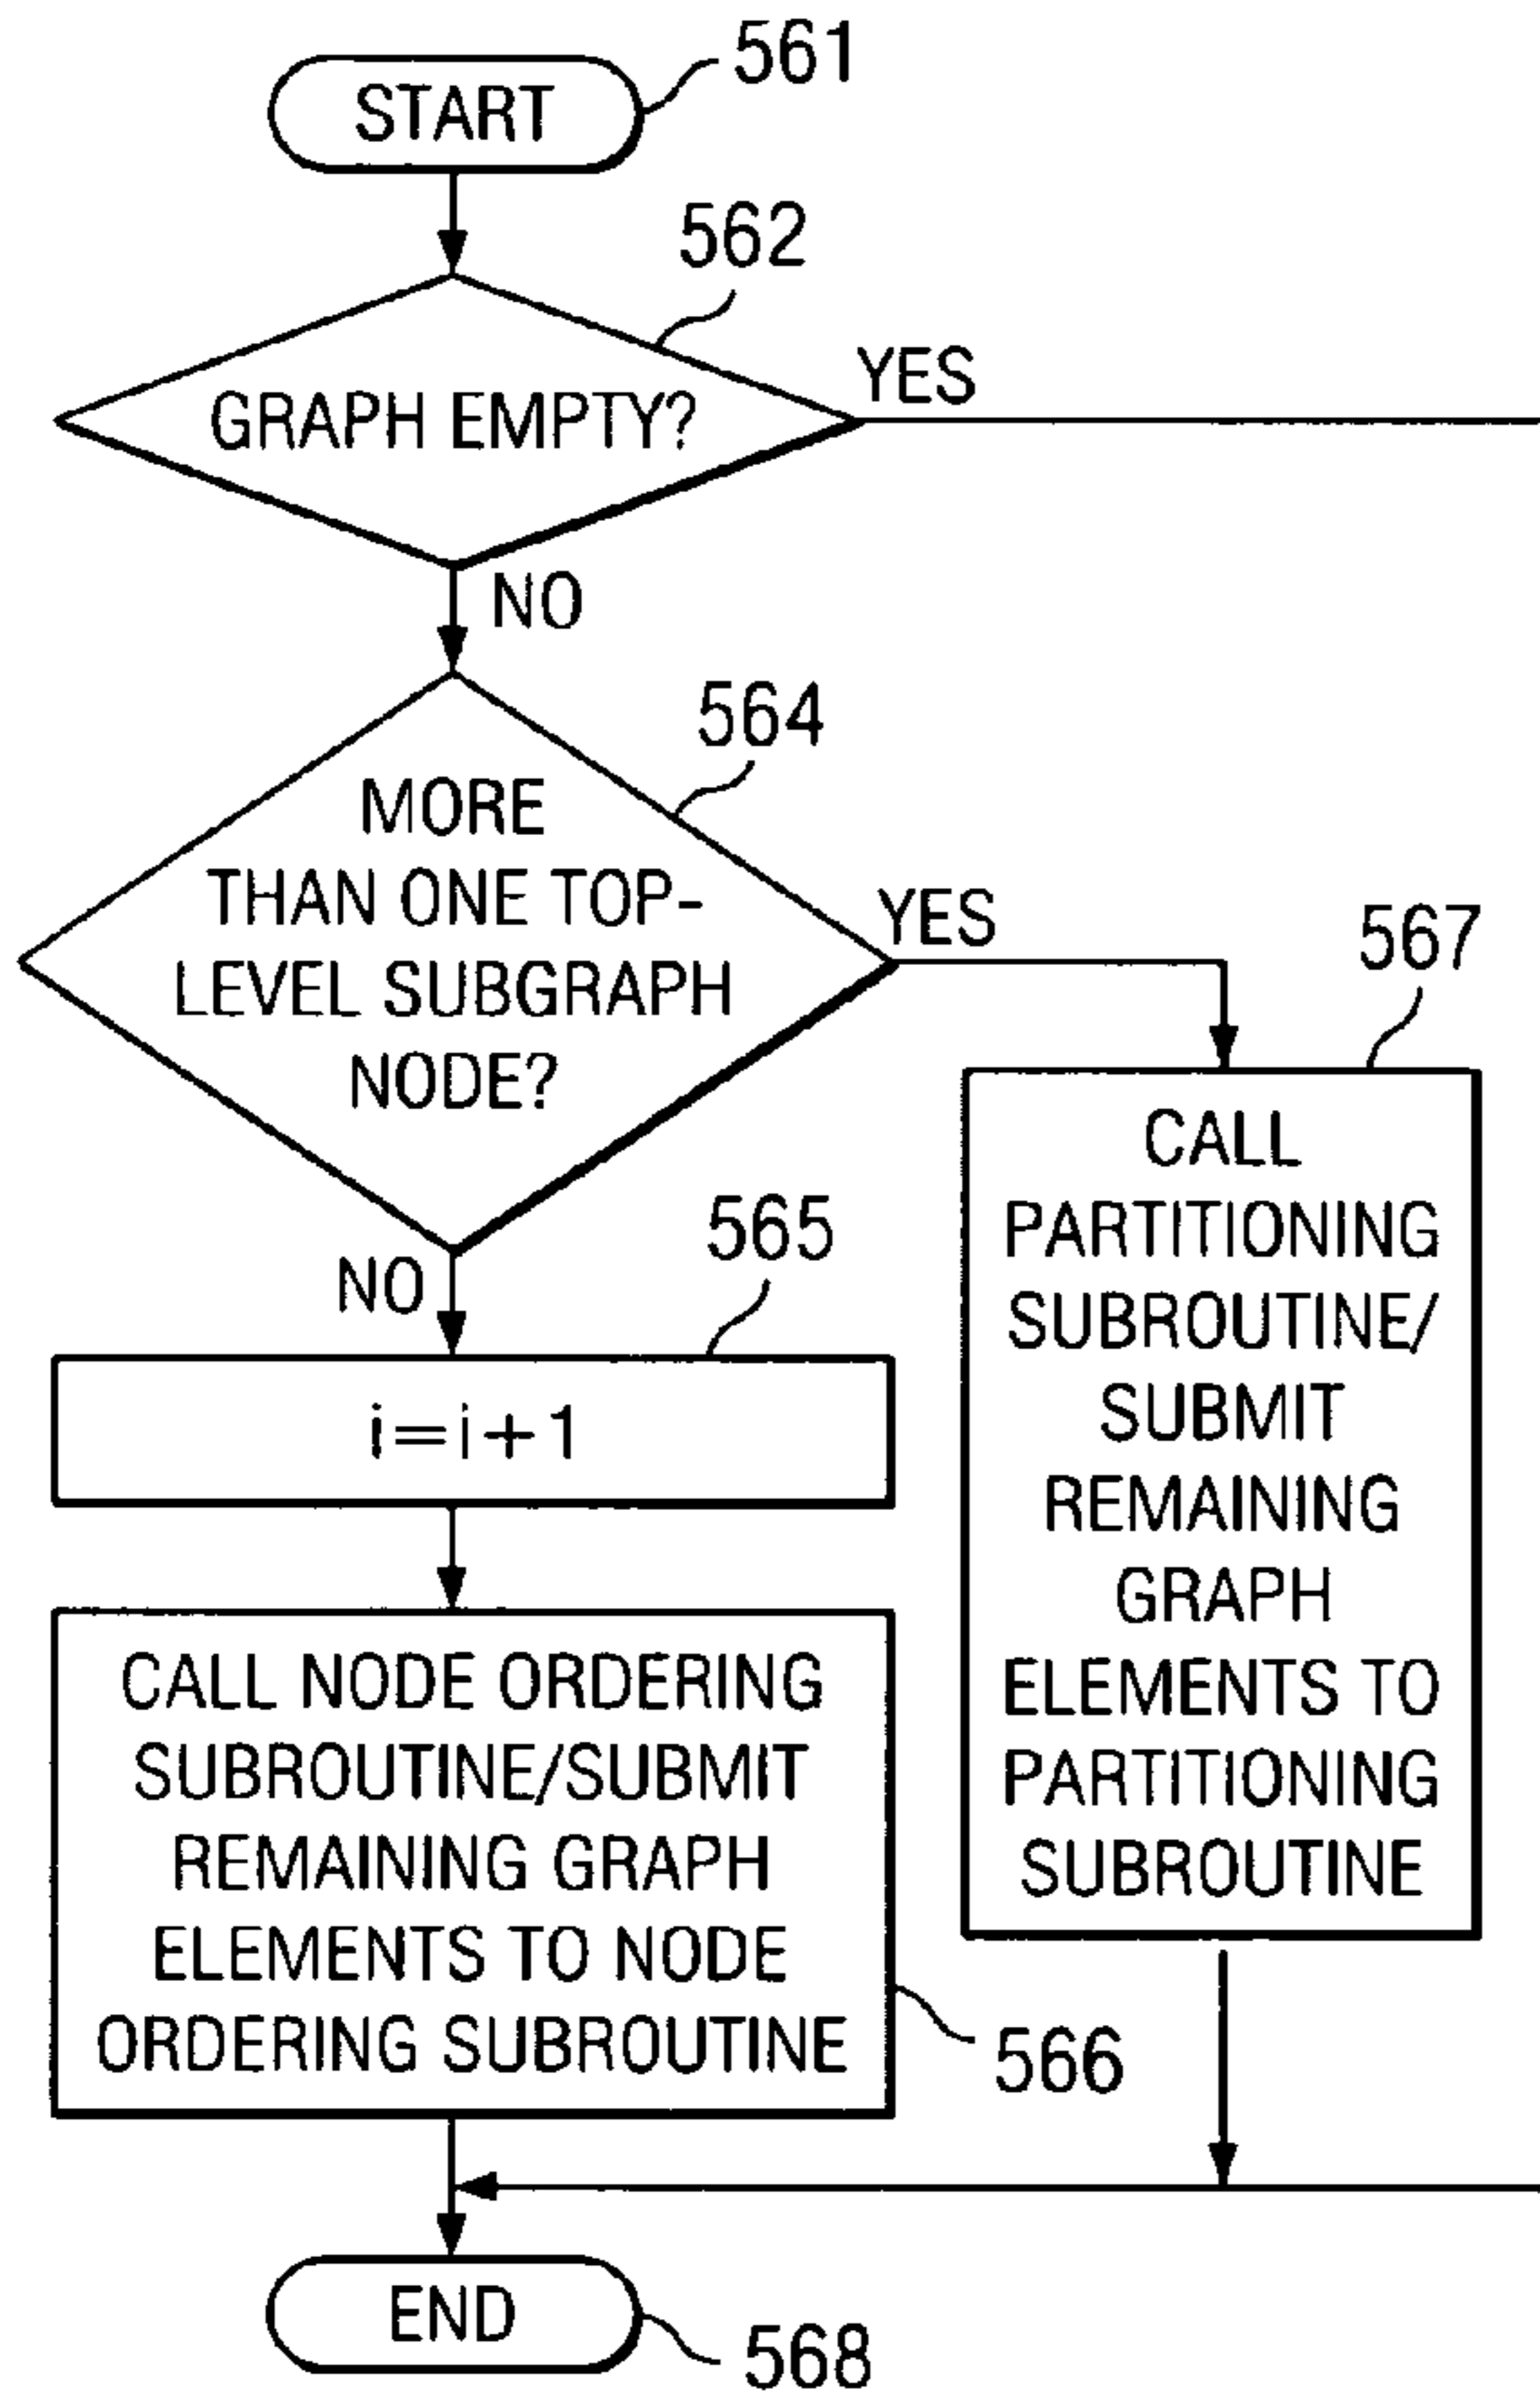 START
561
562
GRAPH EMPTY?
YES
NO
564
MORE
THAN ONE TOP-
LEVEL SUBGRAPH
NODE?
YES
NO
565
i=i+1
567
CALL
PARTITIONING
SUBROUTINE/
SUBMIT
REMAINING
GRAPH
ELEMENTS TO
PARTITIONING
SUBROUTINE
CALL NODE ORDERING
SUBROUTINE/SUBMIT
REMAINING GRAPH
ELEMENTS TO NODE
ORDERING SUBROUTINE
566
END
568